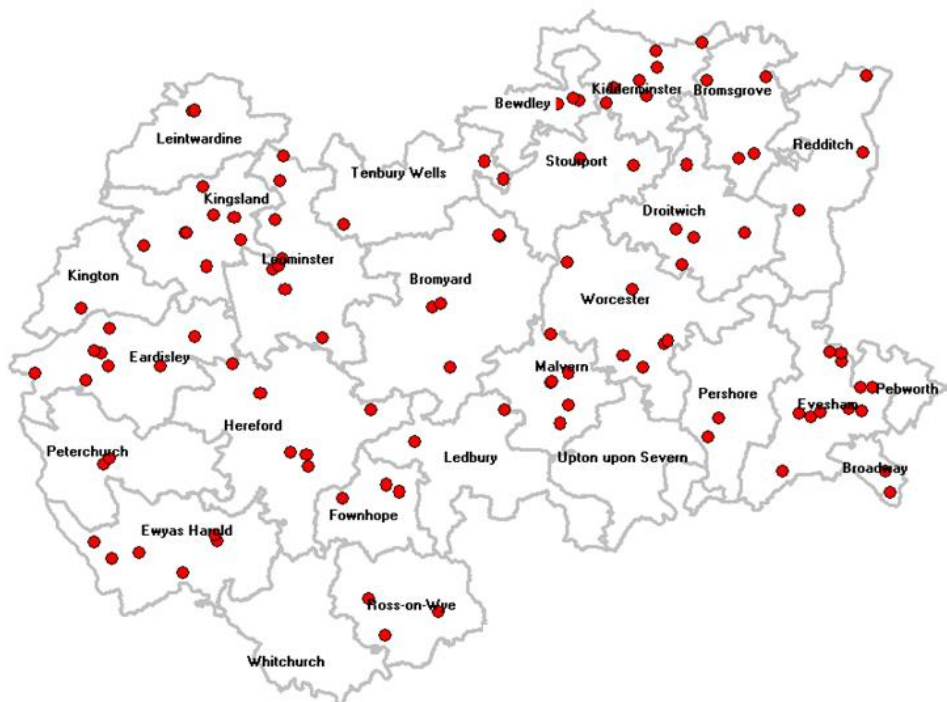 Kidderminster
Bromsgrove
Bewdley
Leintwardine
Redditch
Stourport
Tenbury Wells
Kingsland
Droitwich
Leominster
Kington
Bromyard
Worcester
Eardisley
Malvern
Pebworth
Pershore
Evesham
Hereford
Peterchurch
Ledbury
Upton upon Severn
Broadway
Fownhope
Ewyas Harold
Ross-on-Wye
Whitchurch